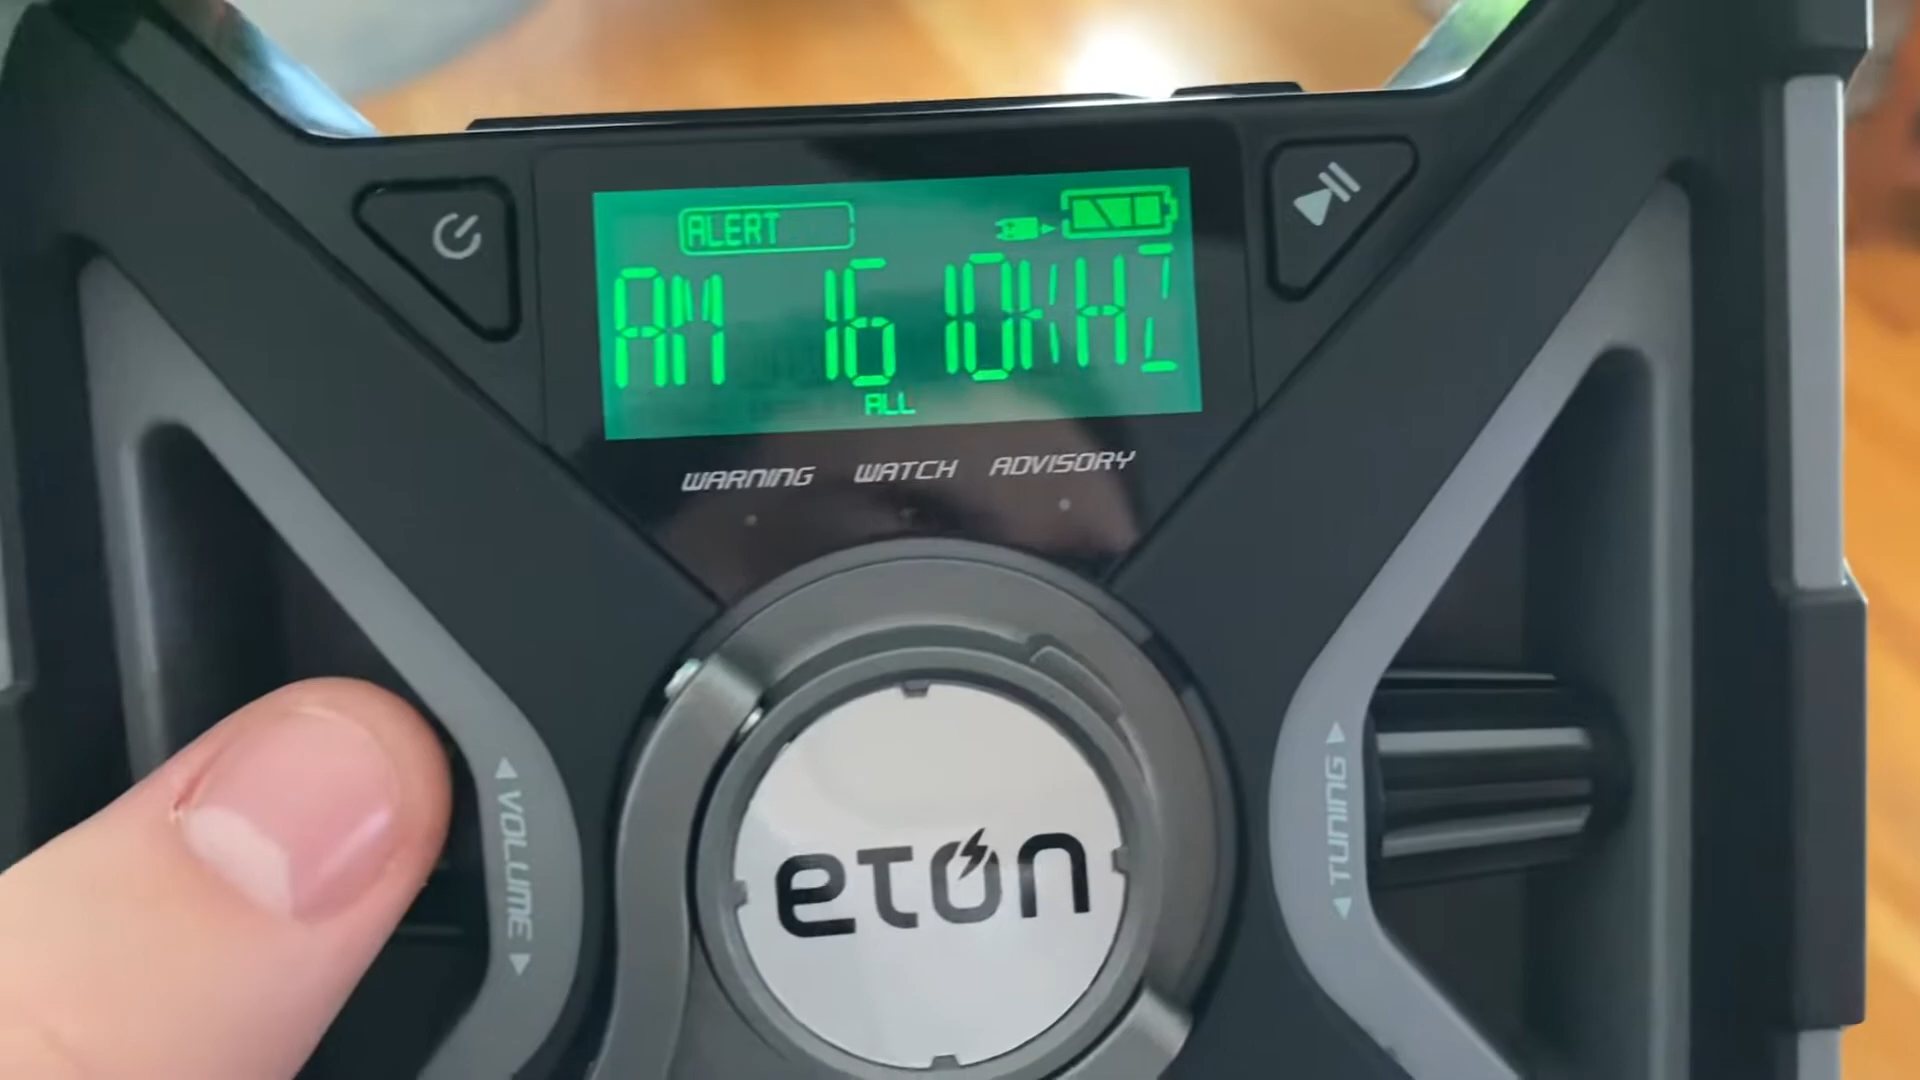 ALERT
AM 1610KHZ
ALL
WARNING WATCH ADVISORY
VOLUME
TUNING
eTON